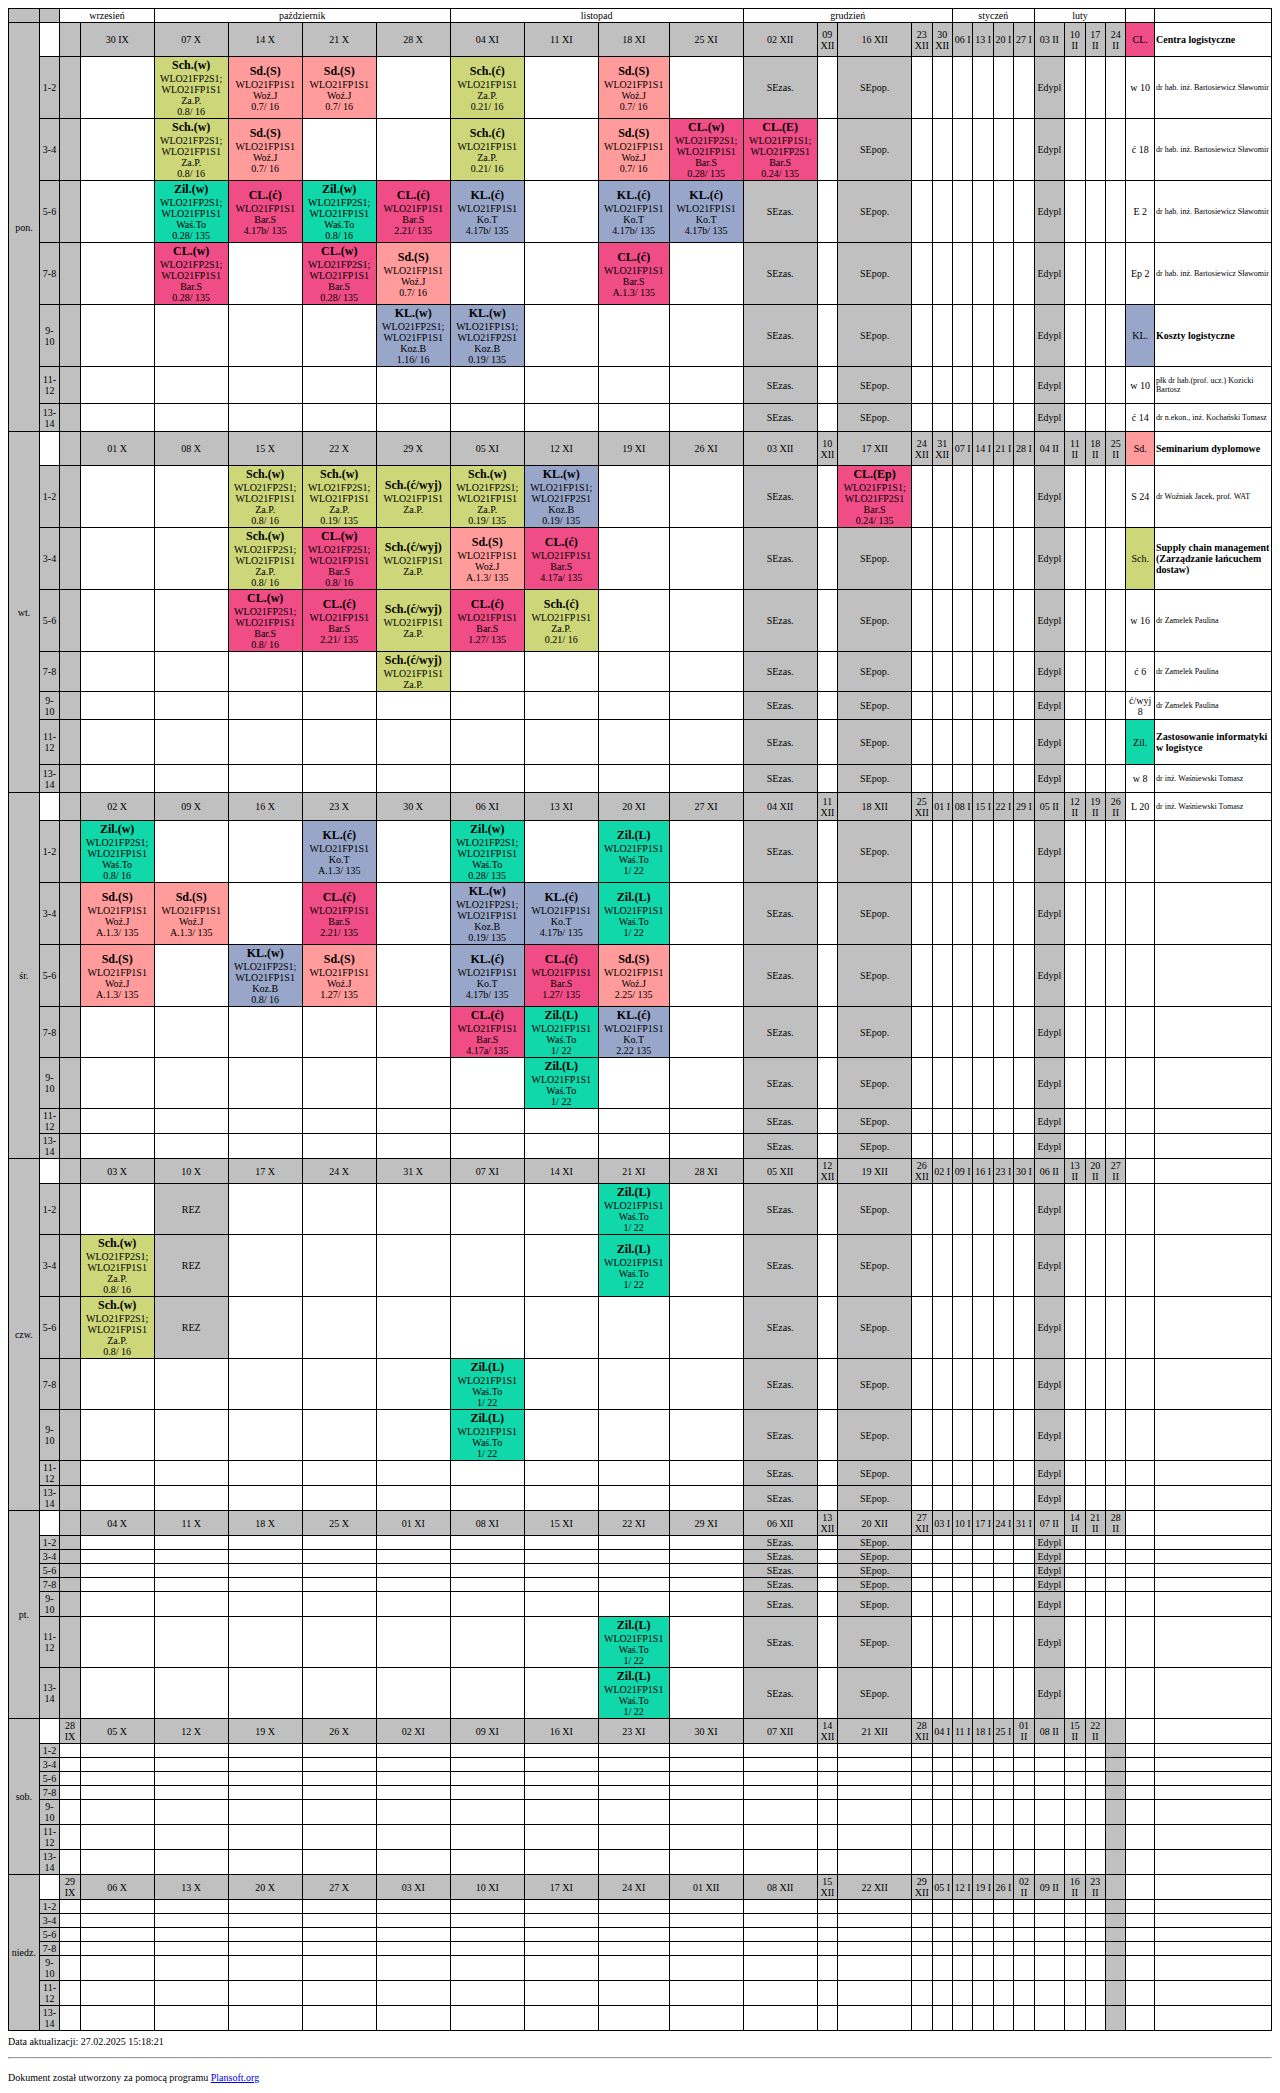 wrzesień październik listopad grudzień styczeń luty
pon. 30 IX 07 X 14 X 21 X 28 X 04 XI 11 XI 18 XI 25 XI 02 XII 09 XII 16 XII 23 XII 30 XII 06 I 13 I 20 I 27 I 03 II 10 II 17 II 24 II CL. Centra logistyczne
1-2
Sch.(w) WLO21FP2S1; WLO21FP1S1 Za.P. 0.8/ 16
Sd.(S) WLO21FP1S1 Woź.J 0.7/ 16
Sd.(S) WLO21FP1S1 Woź.J 0.7/ 16
Sch.(ć) WLO21FP1S1 Za.P. 0.21/ 16
Sd.(S) WLO21FP1S1 Woź.J 0.7/ 16
SEzas. SEpop. Edypl w 10 dr hab. inż. Bartosiewicz Sławomir
3-4
Sch.(w) WLO21FP2S1; WLO21FP1S1 Za.P. 0.8/ 16
Sd.(S) WLO21FP1S1 Woź.J 0.7/ 16
Sch.(ć) WLO21FP1S1 Za.P. 0.21/ 16
Sd.(S) WLO21FP1S1 Woź.J 0.7/ 16
CL.(w) WLO21FP2S1; WLO21FP1S1 Bar.S 0.28/ 135
CL.(E) WLO21FP1S1; WLO21FP2S1 Bar.S 0.24/ 135
SEpop. Edypl ć 18 dr hab. inż. Bartosiewicz Sławomir
5-6
Zil.(w) WLO21FP2S1; WLO21FP1S1 Waś.To 0.28/ 135
CL.(ć) WLO21FP1S1 Bar.S 4.17b/ 135
Zil.(w) WLO21FP2S1; WLO21FP1S1 Waś.To 0.8/ 16
CL.(ć) WLO21FP1S1 Bar.S 2.21/ 135
KL.(ć) WLO21FP1S1 Ko.T 4.17b/ 135
KL.(ć) WLO21FP1S1 Ko.T 4.17b/ 135
KL.(ć) WLO21FP1S1 Ko.T 4.17b/ 135
SEzas. SEpop. Edypl E 2 dr hab. inż. Bartosiewicz Sławomir
7-8
CL.(w) WLO21FP2S1; WLO21FP1S1 Bar.S 0.28/ 135
CL.(w) WLO21FP2S1; WLO21FP1S1 Bar.S 0.28/ 135
Sd.(S) WLO21FP1S1 Woź.J 0.7/ 16
CL.(ć) WLO21FP1S1 Bar.S A.1.3/ 135
SEzas. SEpop. Edypl Ep 2 dr hab. inż. Bartosiewicz Sławomir
9-10
KL.(w) WLO21FP2S1; WLO21FP1S1 Koz.B 1.16/ 16
KL.(w) WLO21FP1S1; WLO21FP2S1 Koz.B 0.19/ 135
SEzas. SEpop. Edypl KL. Koszty logistyczne
11-12 SEzas. SEpop. Edypl w 10 płk dr hab.(prof. ucz.) Kozicki Bartosz
13-14 SEzas. SEpop. Edypl ć 14 dr n.ekon., inż. Kochański Tomasz
wt. 01 X 08 X 15 X 22 X 29 X 05 XI 12 XI 19 XI 26 XI 03 XII 10 XII 17 XII 24 XII 31 XII 07 I 14 I 21 I 28 I 04 II 11 II 18 II 25 II Sd. Seminarium dyplomowe
1-2
Sch.(w) WLO21FP2S1; WLO21FP1S1 Za.P. 0.8/ 16
Sch.(w) WLO21FP2S1; WLO21FP1S1 Za.P. 0.19/ 135
Sch.(ć/wyj) WLO21FP1S1 Za.P.
Sch.(w) WLO21FP2S1; WLO21FP1S1 Za.P. 0.19/ 135
KL.(w) WLO21FP1S1; WLO21FP2S1 Koz.B 0.19/ 135
SEzas.
CL.(Ep) WLO21FP1S1; WLO21FP2S1 Bar.S 0.24/ 135
Edypl S 24 dr Woźniak Jacek, prof. WAT
3-4
Sch.(w) WLO21FP2S1; WLO21FP1S1 Za.P. 0.8/ 16
CL.(w) WLO21FP2S1; WLO21FP1S1 Bar.S 0.8/ 16
Sch.(ć/wyj) WLO21FP1S1 Za.P.
Sd.(S) WLO21FP1S1 Woź.J A.1.3/ 135
CL.(ć) WLO21FP1S1 Bar.S 4.17a/ 135
SEzas. SEpop. Edypl Sch. Supply chain management (Zarządzanie łańcuchem dostaw)
5-6
CL.(w) WLO21FP2S1; WLO21FP1S1 Bar.S 0.8/ 16
CL.(ć) WLO21FP1S1 Bar.S 2.21/ 135
Sch.(ć/wyj) WLO21FP1S1 Za.P.
CL.(ć) WLO21FP1S1 Bar.S 1.27/ 135
Sch.(ć) WLO21FP1S1 Za.P. 0.21/ 16
SEzas. SEpop. Edypl w 16 dr Zamelek Paulina
7-8
Sch.(ć/wyj) WLO21FP1S1 Za.P.
SEzas. SEpop. Edypl ć 6 dr Zamelek Paulina
9-10 SEzas. SEpop. Edypl ć/wyj 8 dr Zamelek Paulina
11-12 SEzas. SEpop. Edypl Zil. Zastosowanie informatyki w logistyce
13-14 SEzas. SEpop. Edypl w 8 dr inż. Waśniewski Tomasz
śr. 02 X 09 X 16 X 23 X 30 X 06 XI 13 XI 20 XI 27 XI 04 XII 11 XII 18 XII 25 XII 01 I 08 I 15 I 22 I 29 I 05 II 12 II 19 II 26 II L 20 dr inż. Waśniewski Tomasz
1-2
Zil.(w) WLO21FP2S1; WLO21FP1S1 Waś.To 0.8/ 16
KL.(ć) WLO21FP1S1 Ko.T A.1.3/ 135
Zil.(w) WLO21FP2S1; WLO21FP1S1 Waś.To 0.28/ 135
Zil.(L) WLO21FP1S1 Waś.To 1/ 22
SEzas. SEpop. Edypl
3-4
Sd.(S) WLO21FP1S1 Woź.J A.1.3/ 135
Sd.(S) WLO21FP1S1 Woź.J A.1.3/ 135
CL.(ć) WLO21FP1S1 Bar.S 2.21/ 135
KL.(w) WLO21FP2S1; WLO21FP1S1 Koz.B 0.19/ 135
KL.(ć) WLO21FP1S1 Ko.T 4.17b/ 135
Zil.(L) WLO21FP1S1 Waś.To 1/ 22
SEzas. SEpop. Edypl
5-6
Sd.(S) WLO21FP1S1 Woź.J A.1.3/ 135
KL.(w) WLO21FP2S1; WLO21FP1S1 Koz.B 0.8/ 16
Sd.(S) WLO21FP1S1 Woź.J 1.27/ 135
KL.(ć) WLO21FP1S1 Ko.T 4.17b/ 135
CL.(ć) WLO21FP1S1 Bar.S 1.27/ 135
Sd.(S) WLO21FP1S1 Woź.J 2.25/ 135
SEzas. SEpop. Edypl
7-8
CL.(ć) WLO21FP1S1 Bar.S 4.17a/ 135
Zil.(L) WLO21FP1S1 Waś.To 1/ 22
KL.(ć) WLO21FP1S1 Ko.T 2.22 135
SEzas. SEpop. Edypl
9-10
Zil.(L) WLO21FP1S1 Waś.To 1/ 22
SEzas. SEpop. Edypl
11-12 SEzas. SEpop. Edypl
13-14 SEzas. SEpop. Edypl
czw. 03 X 10 X 17 X 24 X 31 X 07 XI 14 XI 21 XI 28 XI 05 XII 12 XII 19 XII 26 XII 02 I 09 I 16 I 23 I 30 I 06 II 13 II 20 II 27 II
1-2 REZ
Zil.(L) WLO21FP1S1 Waś.To 1/ 22
SEzas. SEpop. Edypl
3-4
Sch.(w) WLO21FP2S1; WLO21FP1S1 Za.P. 0.8/ 16
REZ
Zil.(L) WLO21FP1S1 Waś.To 1/ 22
SEzas. SEpop. Edypl
5-6
Sch.(w) WLO21FP2S1; WLO21FP1S1 Za.P. 0.8/ 16
REZ SEzas. SEpop. Edypl
7-8
Zil.(L) WLO21FP1S1 Waś.To 1/ 22
SEzas. SEpop. Edypl
9-10
Zil.(L) WLO21FP1S1 Waś.To 1/ 22
SEzas. SEpop. Edypl
11-12 SEzas. SEpop. Edypl
13-14 SEzas. SEpop. Edypl
pt. 04 X 11 X 18 X 25 X 01 XI 08 XI 15 XI 22 XI 29 XI 06 XII 13 XII 20 XII 27 XII 03 I 10 I 17 I 24 I 31 I 07 II 14 II 21 II 28 II
1-2 SEzas. SEpop. Edypl
3-4 SEzas. SEpop. Edypl
5-6 SEzas. SEpop. Edypl
7-8 SEzas. SEpop. Edypl
9-10 SEzas. SEpop. Edypl
11-12
Zil.(L) WLO21FP1S1 Waś.To 1/ 22
SEzas. SEpop. Edypl
13-14
Zil.(L) WLO21FP1S1 Waś.To 1/ 22
SEzas. SEpop. Edypl
sob. 28 IX 05 X 12 X 19 X 26 X 02 XI 09 XI 16 XI 23 XI 30 XI 07 XII 14 XII 21 XII 28 XII 04 I 11 I 18 I 25 I 01 II 08 II 15 II 22 II
1-2
3-4
5-6
7-8
9-10
11-12
13-14
niedz. 29 IX 06 X 13 X 20 X 27 X 03 XI 10 XI 17 XI 24 XI 01 XII 08 XII 15 XII 22 XII 29 XII 05 I 12 I 19 I 26 I 02 II 09 II 16 II 23 II
1-2
3-4
5-6
7-8
9-10
11-12
13-14
Data aktualizacji: 27.02.2025 15:18:21
Dokument został utworzony za pomocą programu Plansoft.org